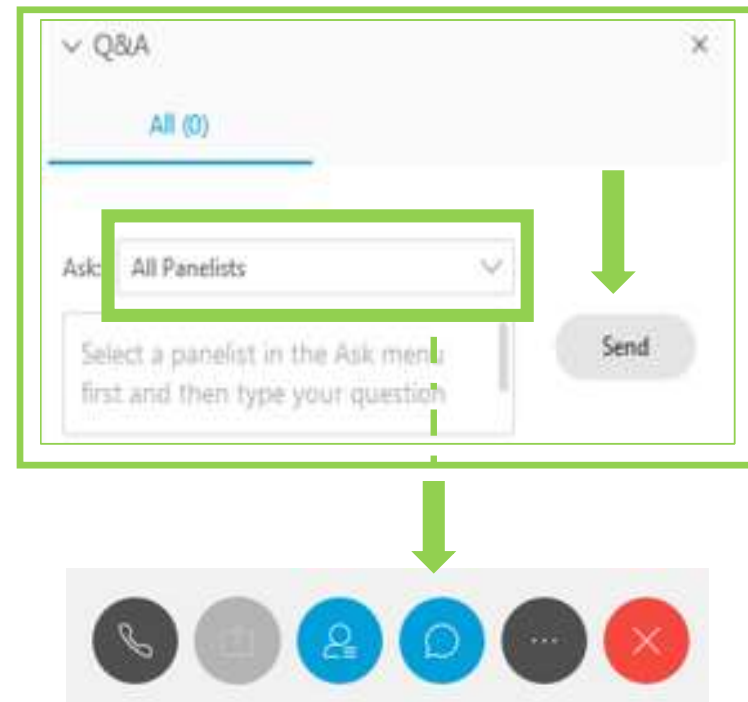 Q&A
All (0)
Ask: All Panelists
Select a panelist in the Ask menu
first and then type your question
Send